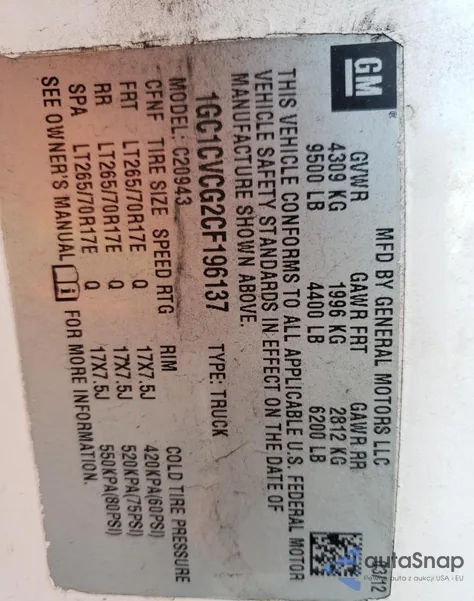 GM
MFD BY GENERAL MOTORS LLC
GVWR GAWR FRT GAWR RR
4309 KG 1996 KG 2812 KG
9500 LB 4400 LB 6200 LB
THIS VEHICLE CONFORMS TO ALL APPLICABLE U.S. FEDERAL MOTOR
VEHICLE SAFETY STANDARDS IN EFFECT ON THE DATE OF
MANUFACTURE SHOWN ABOVE.
1GC1CVCG2CF196137 TYPE: TRUCK
MODEL: C20943
CFNF TIRE SIZE SPEED RTG RIM COLD TIRE PRESSURE
FRT LT265/70R17E Q 17X7.5J 420KPA(60PSI)
RR LT265/70R17E Q 17X7.5J 520KPA(75PSI)
SPA LT265/70R17E Q 17X7.5J 550KPA(80PSI)
SEE OWNER'S MANUAL i FOR MORE INFORMATION.
autaSnap